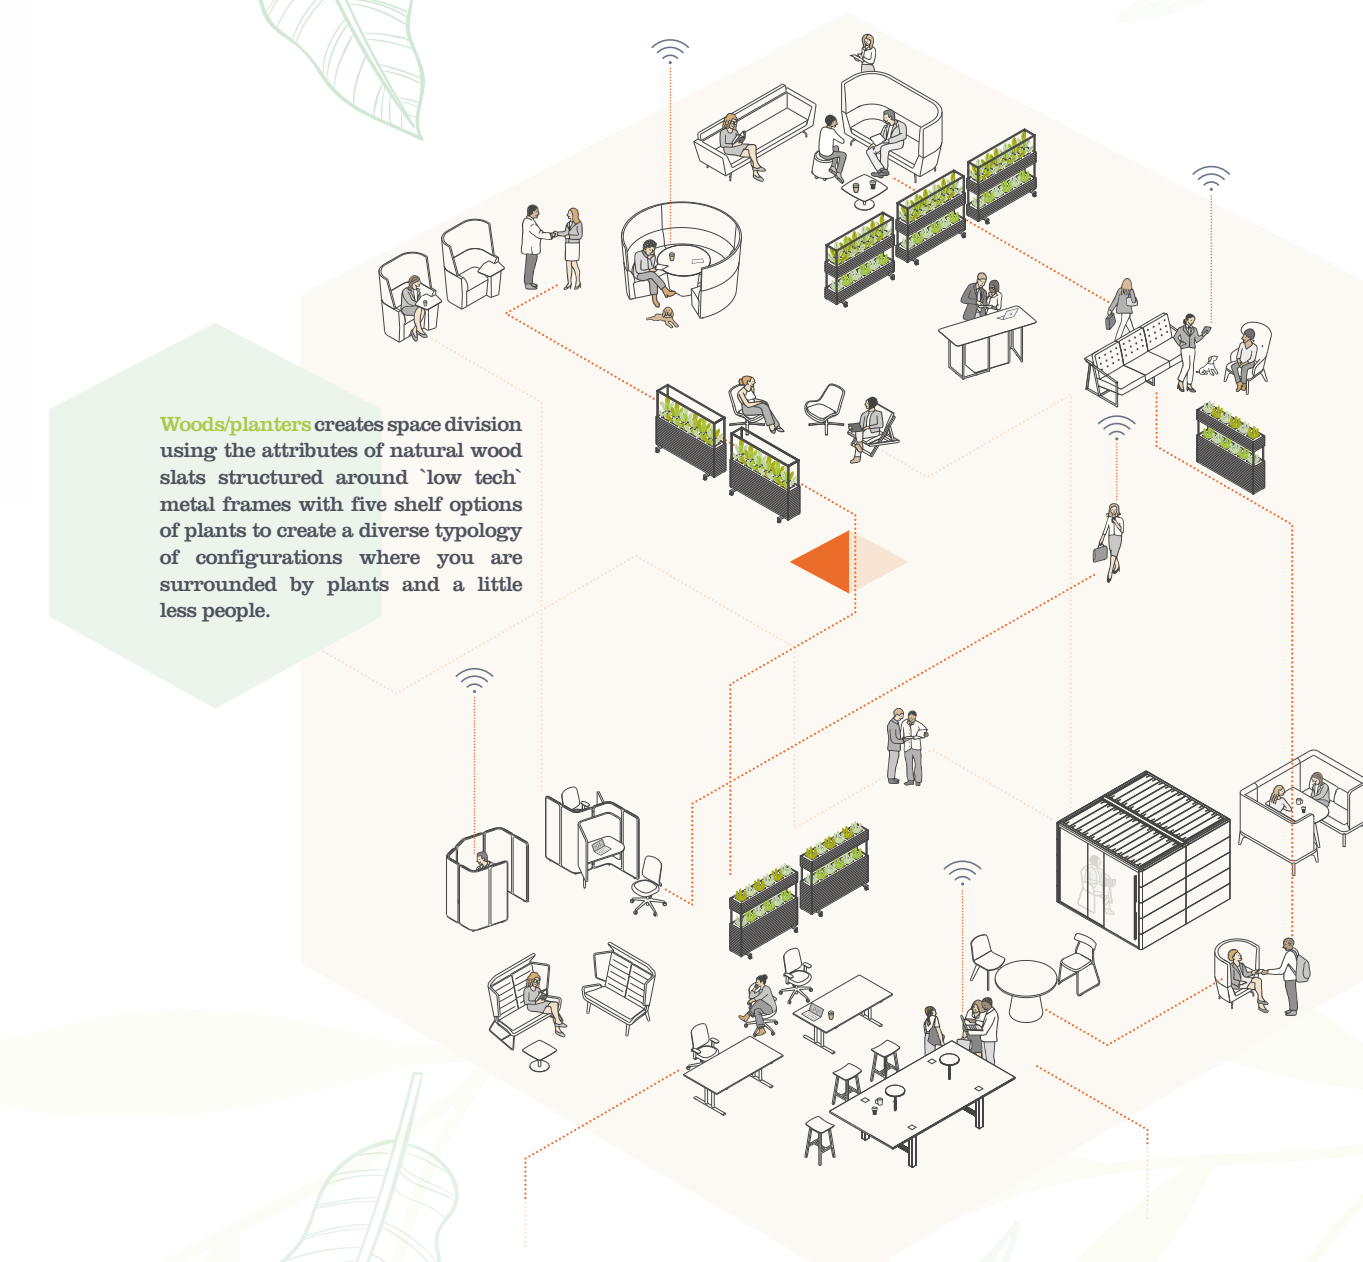 Woods/planters creates space division
using the attributes of natural wood
slats structured around `low tech`
metal frames with five shelf options
of plants to create a diverse typology
of configurations where you are
surrounded by plants and a little
less people.